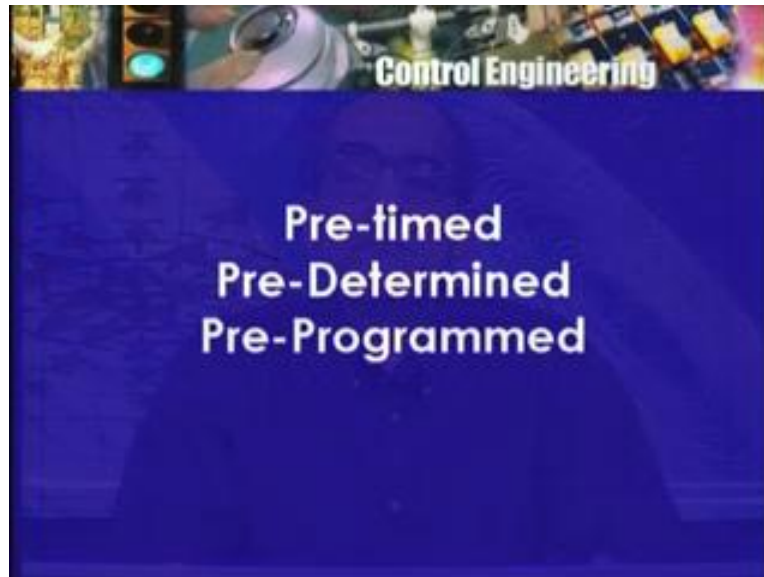 Control Engineering
Pre-timed
Pre-Determined
Pre-Programmed